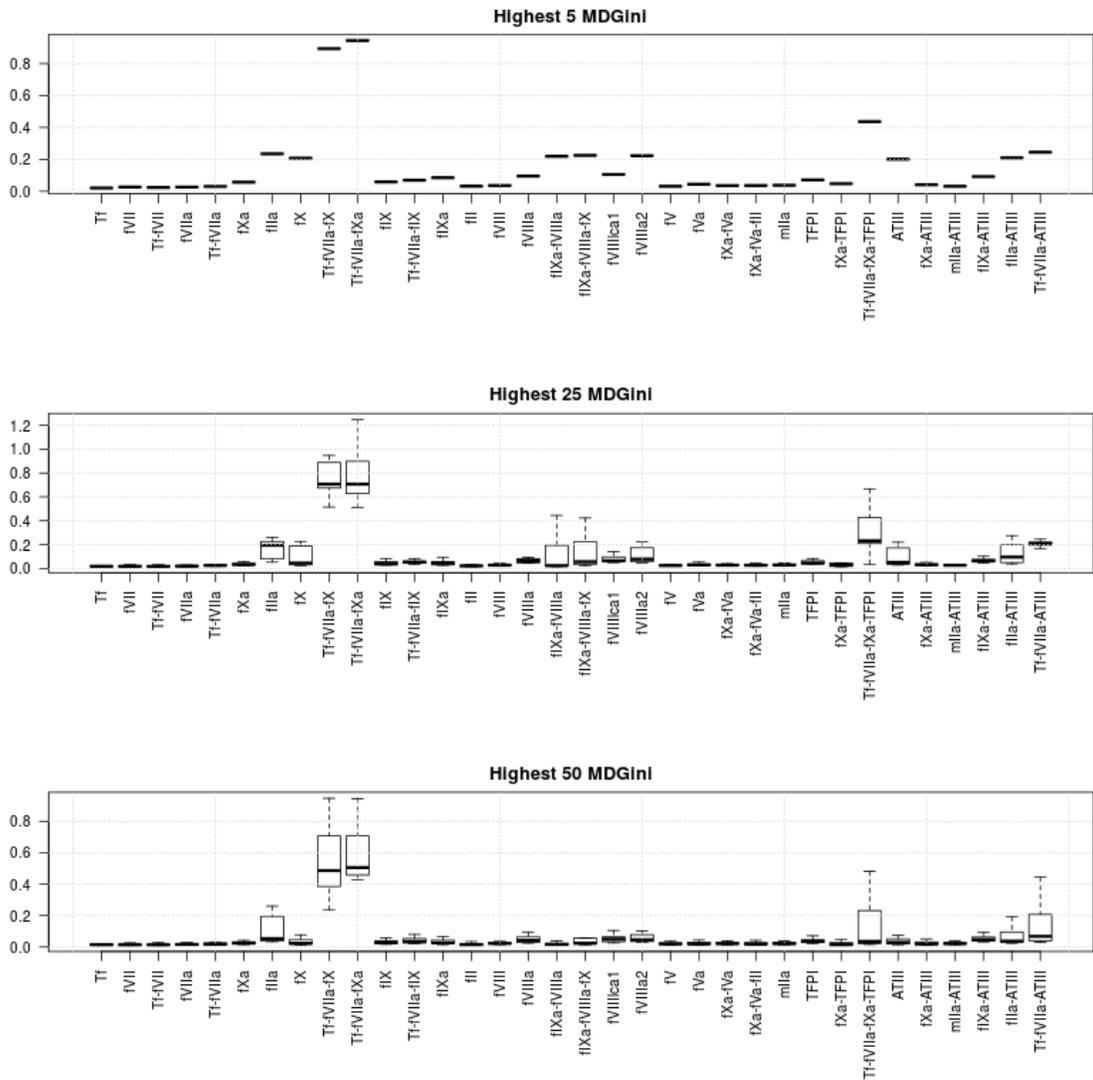 Highest 5 MDGini
0.8
0.6
0.4
0.2
0.0
Tf
fVII
Tf-fVII
fVIIa
Tf-fVIIa
fXa
fIIa
fX
Tf-fVIIa-fX
Tf-fVIIa-fXa
fIX
Tf-fVIIa-fIX
fIXa
fII
fVIII
fVIIIa
fIXa-fVIIIa
fIXa-fVIIIa-fX
fVIIIca1
fVIIIa2
fV
fVa
fXa-fVa
fXa-fVa-fII
mIIa
TFPI
fXa-TFPI
Tf-fVIIa-fXa-TFPI
ATIII
fXa-ATIII
mIIa-ATIII
fIXa-ATIII
fIIa-ATIII
Tf-fVIIa-ATIII
Highest 25 MDGini
1.2
1.0
0.8
0.6
0.4
0.2
0.0
Tf
fVII
Tf-fVII
fVIIa
Tf-fVIIa
fXa
fIIa
fX
Tf-fVIIa-fX
Tf-fVIIa-fXa
fIX
Tf-fVIIa-fIX
fIXa
fII
fVIII
fVIIIa
fIXa-fVIIIa
fIXa-fVIIIa-fX
fVIIIca1
fVIIIa2
fV
fVa
fXa-fVa
fXa-fVa-fII
mIIa
TFPI
fXa-TFPI
Tf-fVIIa-fXa-TFPI
ATIII
fXa-ATIII
mIIa-ATIII
fIXa-ATIII
fIIa-ATIII
Tf-fVIIa-ATIII
Highest 50 MDGini
0.8
0.6
0.4
0.2
0.0
Tf
fVII
Tf-fVII
fVIIa
Tf-fVIIa
fXa
fIIa
fX
Tf-fVIIa-fX
Tf-fVIIa-fXa
fIX
Tf-fVIIa-fIX
fIXa
fII
fVIII
fVIIIa
fIXa-fVIIIa
fIXa-fVIIIa-fX
fVIIIca1
fVIIIa2
fV
fVa
fXa-fVa
fXa-fVa-fII
mIIa
TFPI
fXa-TFPI
Tf-fVIIa-fXa-TFPI
ATIII
fXa-ATIII
mIIa-ATIII
fIXa-ATIII
fIIa-ATIII
Tf-fVIIa-ATIII